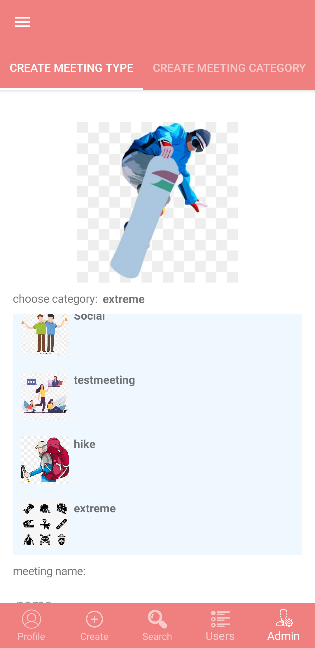 CREATE MEETING TYPE CREATE MEETING CATEGORY
choose category: extreme
Social
testmeeting
hike
extreme
meeting name:
name
Profile Create Search Users Admin